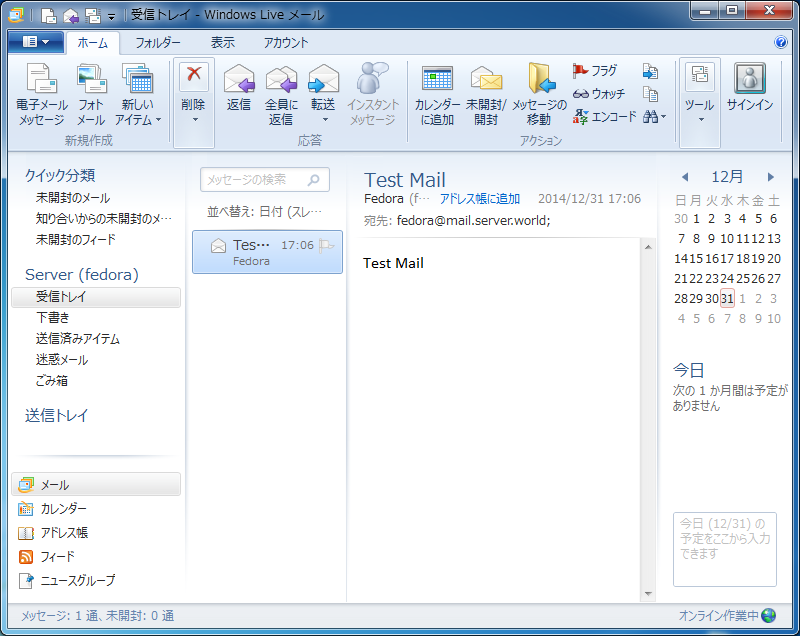 受信トレイ - Windows Live メール
ホーム
フォルダー
表示
アカウント
電子メール
メッセージ
フォト
メール
新しい
アイテム
新規作成
削除
返信
全員に
返信
転送
インスタント
メッセージ
応答
カレンダー
に追加
未開封/
開封
メッセージの
移動
フラグ
ウォッチ
エンコード
アクション
ツール
サインイン
クイック分類
未開封のメール
知り合いからの未開封のメ…
未開封のフィード
Server (fedora)
受信トレイ
下書き
送信済みアイテム
迷惑メール
ごみ箱
送信トレイ
メール
カレンダー
アドレス帳
フィード
ニュースグループ
メッセージの検索
並べ替え: 日付 (スレ…
Tes… 17:06
Fedora
Test Mail
Fedora (f… アドレス帳に追加 2014/12/31 17:06
宛先: fedora@mail.server.world;
Test Mail
12月
日 月 火 水 木 金 土
30 1 2 3 4 5 6
7 8 9 10 11 12 13
14 15 16 17 18 19 20
21 22 23 24 25 26 27
28 29 30 31 1 2 3
4 5 6 7 8 9 10
今日
次の 1 か月間は予定が
ありません
今日 (12/31) の
予定をここから入力
できます
メッセージ: 1 通、未開封: 0 通
オンライン作業中